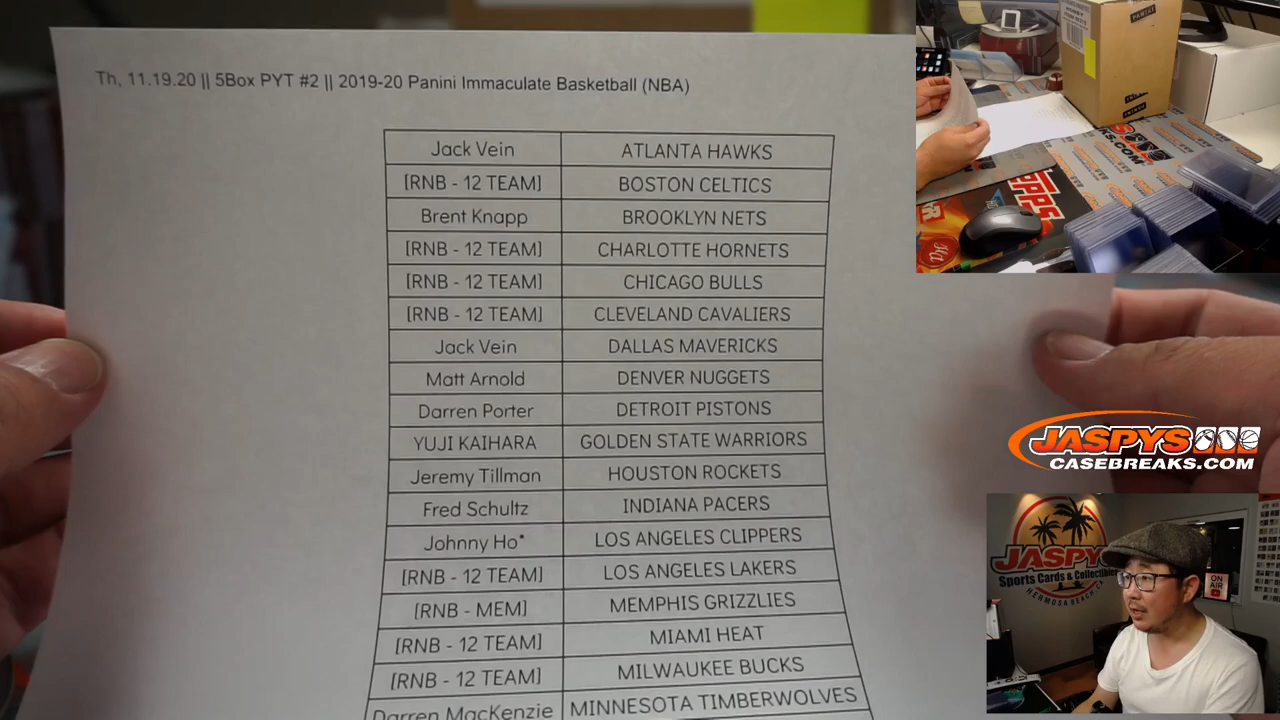 Th, 11.19.20 || 5Box PYT #2 || 2019-20 Panini Immaculate Basketball (NBA)
Jack Vein ATLANTA HAWKS
[RNB - 12 TEAM] BOSTON CELTICS
Brent Knapp BROOKLYN NETS
[RNB - 12 TEAM] CHARLOTTE HORNETS
[RNB - 12 TEAM] CHICAGO BULLS
[RNB - 12 TEAM] CLEVELAND CAVALIERS
Jack Vein DALLAS MAVERICKS
Matt Arnold DENVER NUGGETS
Darren Porter DETROIT PISTONS
YUJI KAIHARA GOLDEN STATE WARRIORS
Jeremy Tillman HOUSTON ROCKETS
Fred Schultz INDIANA PACERS
Johnny Ho* LOS ANGELES CLIPPERS
[RNB - 12 TEAM] LOS ANGELES LAKERS
[RNB - MEM] MEMPHIS GRIZZLIES
[RNB - 12 TEAM] MIAMI HEAT
[RNB - 12 TEAM] MILWAUKEE BUCKS
Darren MacKenzie MINNESOTA TIMBERWOLVES
PANINI
TOPPS
JASPYS
CASEBREAKS.COM
JASPY'S
Sports Cards & Collectibles
HERMOSA BEACH, CA
ON
AIR